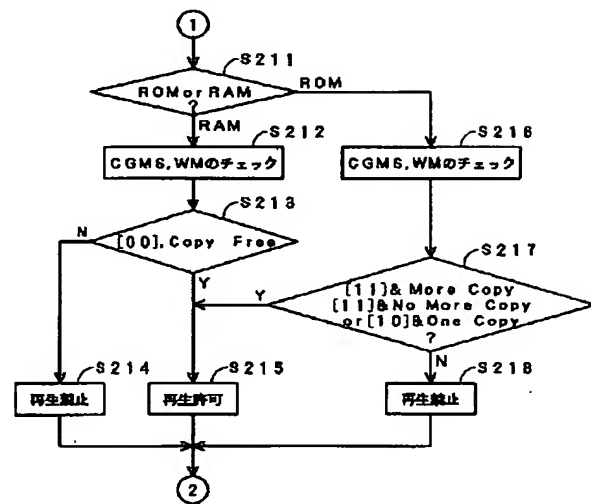 1
S211
ROM or RAM
?
ROM
RAM
S212
CGMS,WMのチェック
S216
CGMS,WMのチェック
S213
N
[00],Copy Free
Y
S217
Y
[11]& More Copy
[11]&No More Copy
or[10]&One Copy
?
N
S214
再生禁止
S215
再生許可
S218
再生禁止
2